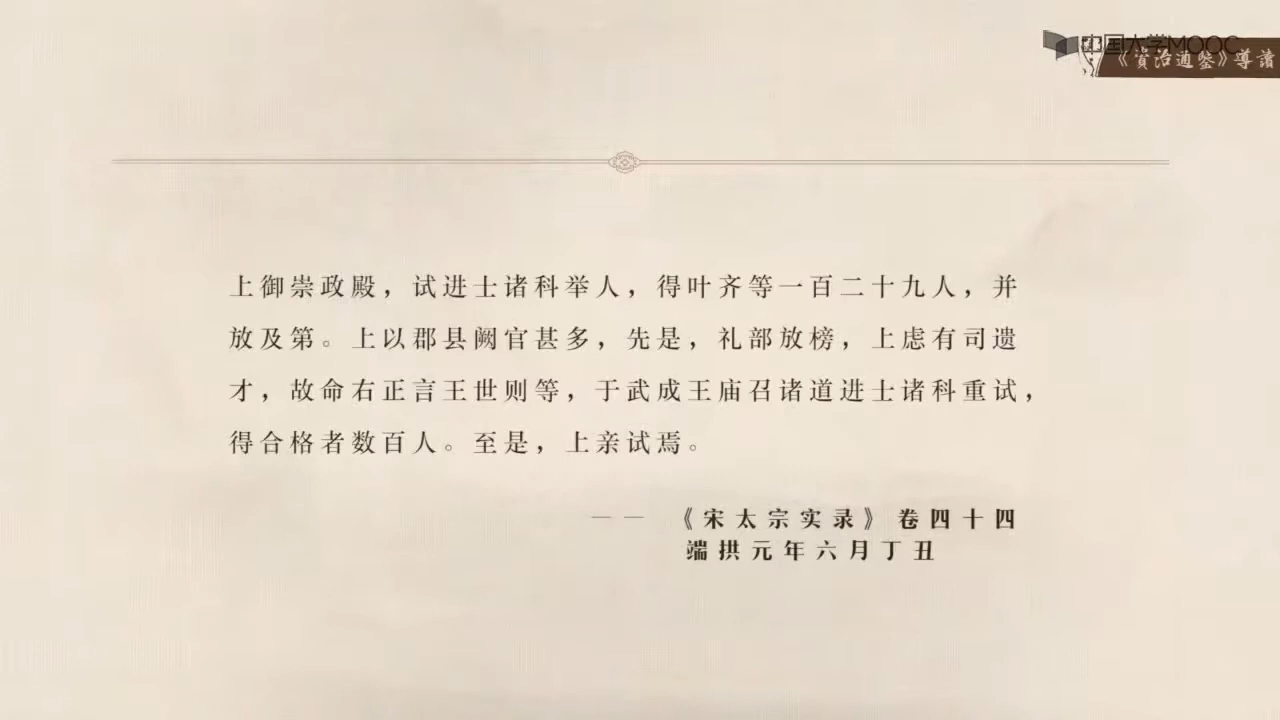 中国大学MOOC
《資治通鑒》導讀
上御崇政殿，试进士诸科举人，得叶齐等一百二十九人，并
放及第。上以郡县阙官甚多，先是，礼部放榜，上虑有司遗
才，故命右正言王世则等，于武成王庙召诸道进士诸科重试，
得合格者数百人。至是，上亲试焉。
—— 《宋太宗实录》卷四十四
端拱元年六月丁丑